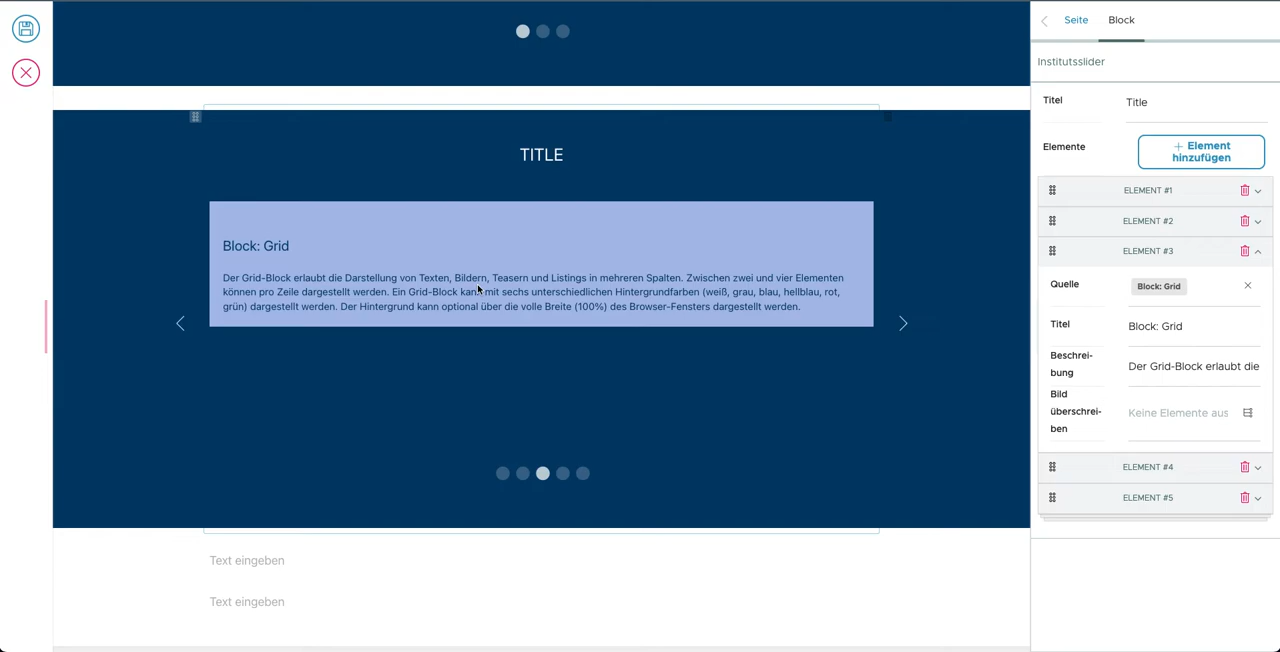 Seite
Block
Institutsslider
Titel
Title
Elemente
+ Element
hinzufügen
ELEMENT #1
ELEMENT #2
ELEMENT #3
Quelle
Block: Grid
Titel
Block: Grid
Beschrei-
bung
Der Grid-Block erlaubt die
Bild
überschrei-
ben
Keine Elemente aus
ELEMENT #4
ELEMENT #5
TITLE
Block: Grid
Der Grid-Block erlaubt die Darstellung von Texten, Bildern, Teasern und Listings in mehreren Spalten. Zwischen zwei und vier Elementen
können pro Zeile dargestellt werden. Ein Grid-Block kann mit sechs unterschiedlichen Hintergrundfarben (weiß, grau, blau, hellblau, rot,
grün) dargestellt werden. Der Hintergrund kann optional über die volle Breite (100%) des Browser-Fensters dargestellt werden.
Text eingeben
Text eingeben